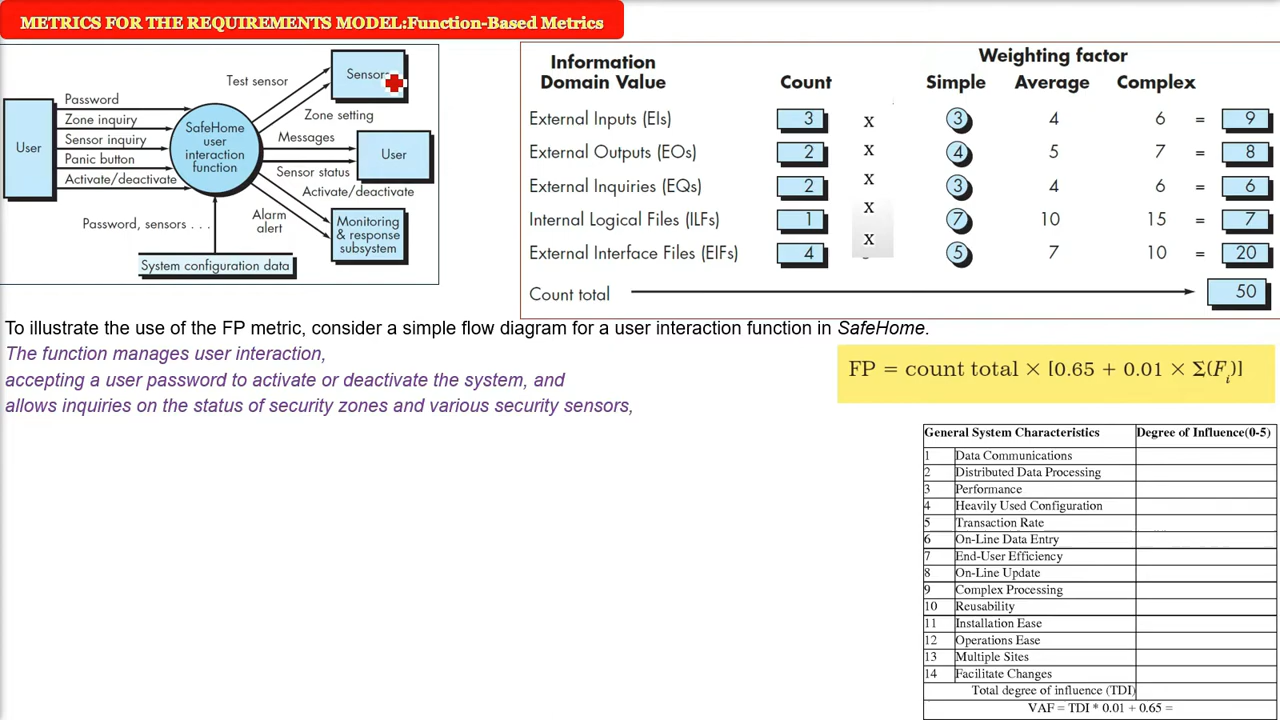 METRICS FOR THE REQUIREMENTS MODEL:Function-Based Metrics
User
Password
Zone inquiry
Sensor inquiry
Panic button
Activate/deactivate
SafeHome
user
interaction
function
Test sensor
Zone setting
Messages
Sensor status
Activate/deactivate
Alarm
alert
Password, sensors . . .
System configuration data
Sensors
User
Monitoring
& response
subsystem
Weighting factor
Information
Domain Value Count Simple Average Complex
External Inputs (EIs) 3 x 3 4 6 = 9
External Outputs (EOs) 2 x 4 5 7 = 8
External Inquiries (EQs) 2 x 3 4 6 = 6
Internal Logical Files (ILFs) 1 x 7 10 15 = 7
External Interface Files (EIFs) 4 x 5 7 10 = 20
Count total 50
To illustrate the use of the FP metric, consider a simple flow diagram for a user interaction function in SafeHome.
The function manages user interaction,
accepting a user password to activate or deactivate the system, and
allows inquiries on the status of security zones and various security sensors,
FP = count total × [0.65 + 0.01 × Σ(Fi)]
General System Characteristics Degree of Influence(0-5)
1 Data Communications
2 Distributed Data Processing
3 Performance
4 Heavily Used Configuration
5 Transaction Rate
6 On-Line Data Entry
7 End-User Efficiency
8 On-Line Update
9 Complex Processing
10 Reusability
11 Installation Ease
12 Operations Ease
13 Multiple Sites
14 Facilitate Changes
Total degree of influence (TDI)
VAF = TDI * 0.01 + 0.65 =